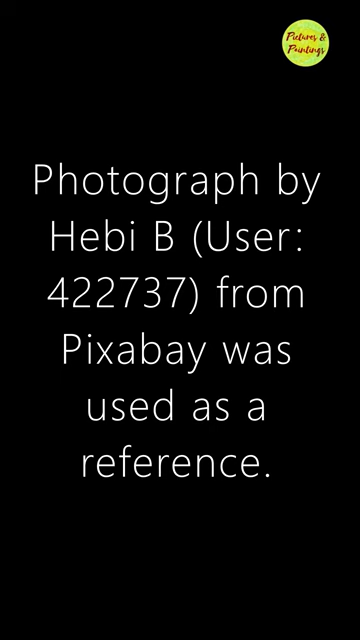 Pictures &
Paintings
Photograph by
Hebi B (User:
422737) from
Pixabay was
used as a
reference.